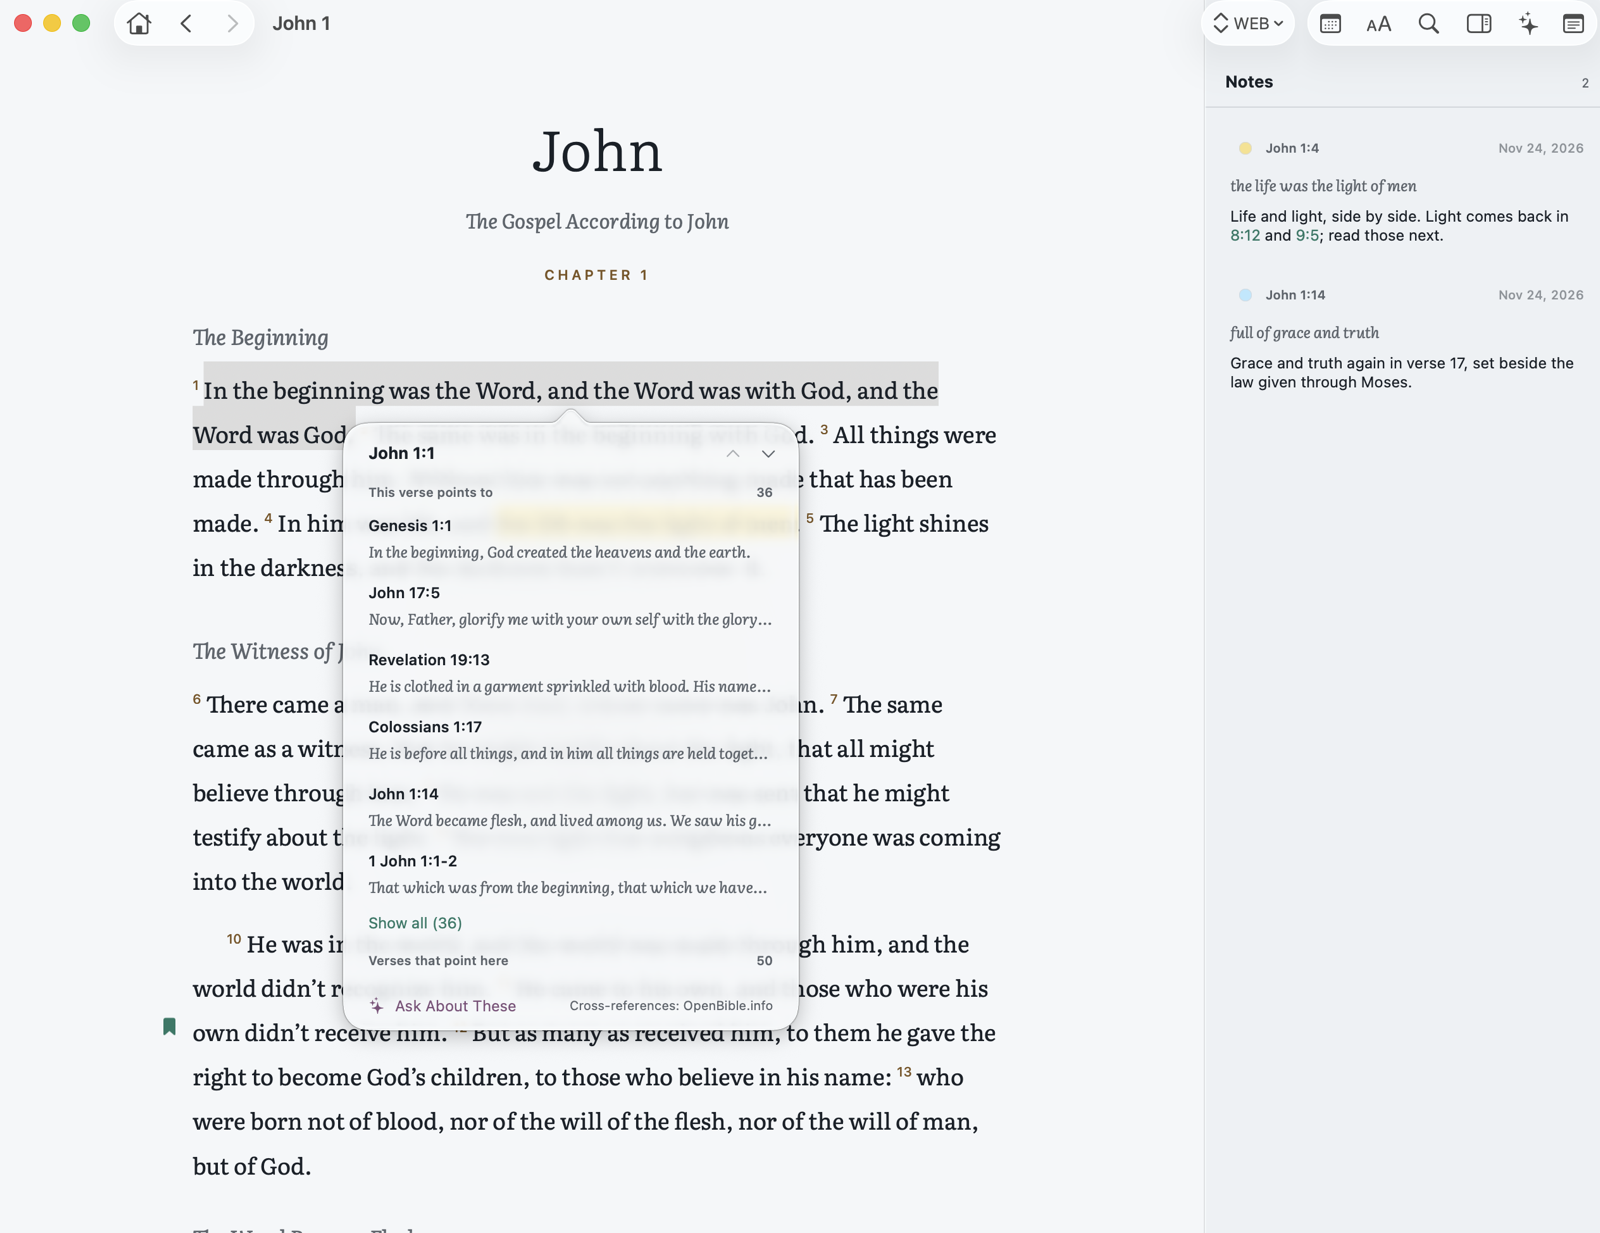 John 1
WEB
AA
John
The Gospel According to John
CHAPTER 1
The Beginning
1 In the beginning was the Word, and the Word was with God, and the
Word was God. d. 3 All things were
made through that has been
made. 4 In him 5 The light shines
in the darkness
The Witness of
6 There came a n. 7 The same
came as a that all might
believe through that he might
testify about everyone was coming
into the world
10 He was in gh him, and the
world didn’t those who were his
own didn’t receive him. But as many as received him, to them he gave the
right to become God’s children, to those who believe in his name: 13 who
were born not of blood, nor of the will of the flesh, nor of the will of man,
but of God.
John 1:1
This verse points to 36
Genesis 1:1
In the beginning, God created the heavens and the earth.
John 17:5
Now, Father, glorify me with your own self with the glory...
Revelation 19:13
He is clothed in a garment sprinkled with blood. His name...
Colossians 1:17
He is before all things, and in him all things are held toget...
John 1:14
The Word became flesh, and lived among us. We saw his g...
1 John 1:1-2
That which was from the beginning, that which we have...
Show all (36)
Verses that point here 50
Ask About These Cross-references: OpenBible.info
Notes 2
John 1:4 Nov 24, 2026
the life was the light of men
Life and light, side by side. Light comes back in
8:12 and 9:5; read those next.
John 1:14 Nov 24, 2026
full of grace and truth
Grace and truth again in verse 17, set beside the
law given through Moses.